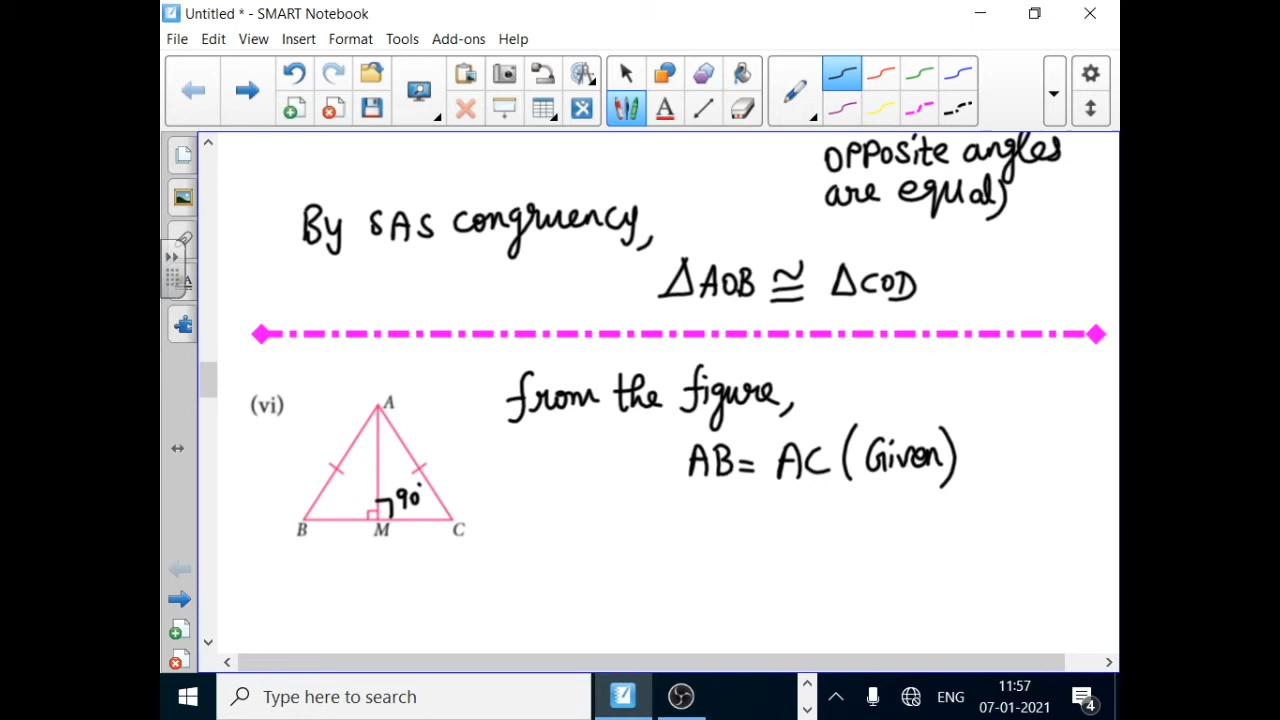 Untitled * - SMART Notebook
File Edit View Insert Format Tools Add-ons Help
opposite angles
are equal)
By SAS congruency,
ΔAOB ≅ ΔCOD
(vi)
from the figure,
AB = AC (Given)
A
90°
B M C
Type here to search
ENG
11:57
07-01-2021
4